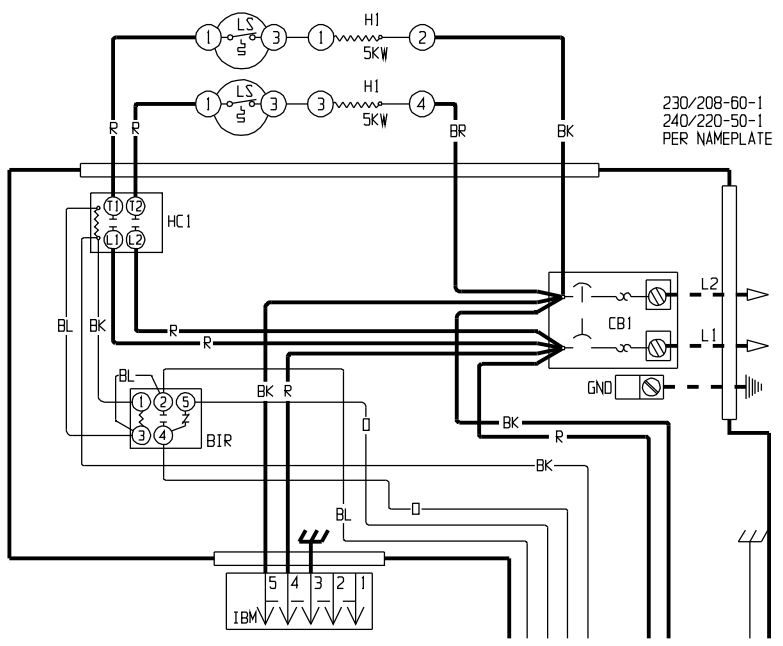 LS H1
1 3 1 2
5KW
LS H1
1 3 3 4
5KW
230/208-60-1
240/220-50-1
PER NAMEPLATE
R R BR BK
T1 T2
HC1
L1 L2
L2
CB1
L1
BL BK
R
R
GND
BL
BK R
1 2 5
3 4
BIR
O
BK
R
BK
O
BL
5 4 3 2 1
IBM